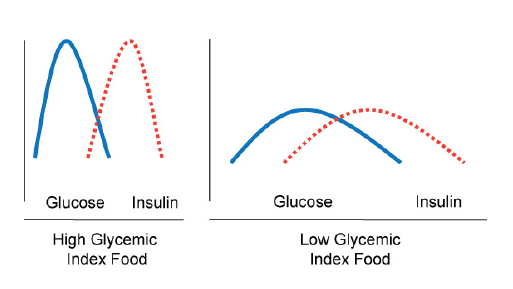 Glucose Insulin
High Glycemic
Index Food
Glucose Insulin
Low Glycemic
Index Food